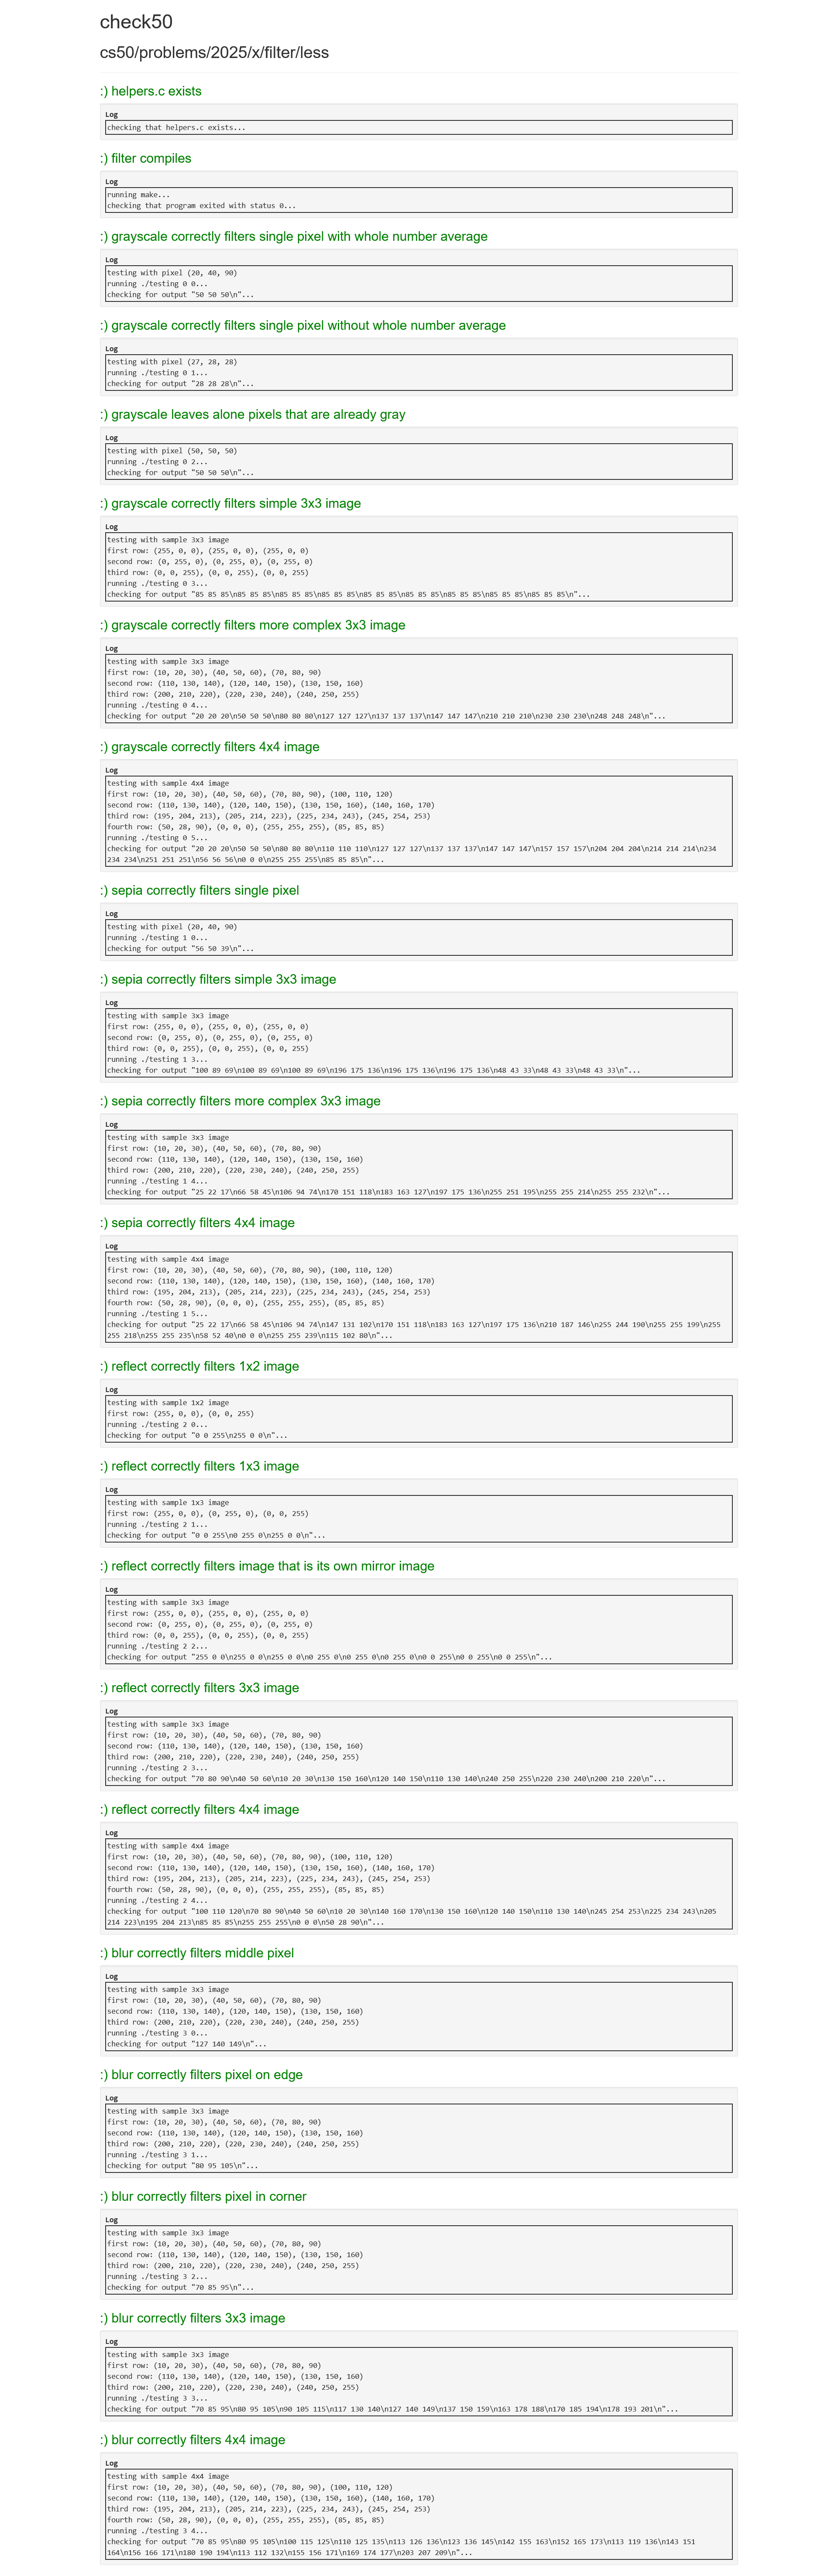 check50
cs50/problems/2025/x/filter/less
:) helpers.c exists
Log
checking that helpers.c exists...
:) filter compiles
Log
running make...
checking that program exited with status 0...
:) grayscale correctly filters single pixel with whole number average
Log
testing with pixel (20, 40, 90)
running ./testing 0 0...
checking for output "50 50 50\n"...
:) grayscale correctly filters single pixel without whole number average
Log
testing with pixel (27, 28, 28)
running ./testing 0 1...
checking for output "28 28 28\n"...
:) grayscale leaves alone pixels that are already gray
Log
testing with pixel (50, 50, 50)
running ./testing 0 2...
checking for output "50 50 50\n"...
:) grayscale correctly filters simple 3x3 image
Log
testing with sample 3x3 image
first row: (255, 0, 0), (255, 0, 0), (255, 0, 0)
second row: (0, 255, 0), (0, 255, 0), (0, 255, 0)
third row: (0, 0, 255), (0, 0, 255), (0, 0, 255)
running ./testing 0 3...
checking for output "85 85 85\n85 85 85\n85 85 85\n85 85 85\n85 85 85\n85 85 85\n85 85 85\n85 85 85\n85 85 85\n"...
:) grayscale correctly filters more complex 3x3 image
Log
testing with sample 3x3 image
first row: (10, 20, 30), (40, 50, 60), (70, 80, 90)
second row: (110, 130, 140), (120, 140, 150), (130, 150, 160)
third row: (200, 210, 220), (220, 230, 240), (240, 250, 255)
running ./testing 0 4...
checking for output "20 20 20\n50 50 50\n80 80 80\n127 127 127\n137 137 137\n147 147 147\n210 210 210\n230 230 230\n248 248 248\n"...
:) grayscale correctly filters 4x4 image
Log
testing with sample 4x4 image
first row: (10, 20, 30), (40, 50, 60), (70, 80, 90), (100, 110, 120)
second row: (110, 130, 140), (120, 140, 150), (130, 150, 160), (140, 160, 170)
third row: (195, 204, 213), (205, 214, 223), (225, 234, 243), (245, 254, 253)
fourth row: (50, 28, 90), (0, 0, 0), (255, 255, 255), (85, 85, 85)
running ./testing 0 5...
checking for output "20 20 20\n50 50 50\n80 80 80\n110 110 110\n127 127 127\n137 137 137\n147 147 147\n157 157 157\n204 204 204\n214 214 214\n234
234 234\n251 251 251\n56 56 56\n0 0 0\n255 255 255\n85 85 85\n"...
:) sepia correctly filters single pixel
Log
testing with pixel (20, 40, 90)
running ./testing 1 0...
checking for output "56 50 39\n"...
:) sepia correctly filters simple 3x3 image
Log
testing with sample 3x3 image
first row: (255, 0, 0), (255, 0, 0), (255, 0, 0)
second row: (0, 255, 0), (0, 255, 0), (0, 255, 0)
third row: (0, 0, 255), (0, 0, 255), (0, 0, 255)
running ./testing 1 3...
checking for output "100 89 69\n100 89 69\n100 89 69\n196 175 136\n196 175 136\n196 175 136\n48 43 33\n48 43 33\n48 43 33\n"...
:) sepia correctly filters more complex 3x3 image
Log
testing with sample 3x3 image
first row: (10, 20, 30), (40, 50, 60), (70, 80, 90)
second row: (110, 130, 140), (120, 140, 150), (130, 150, 160)
third row: (200, 210, 220), (220, 230, 240), (240, 250, 255)
running ./testing 1 4...
checking for output "25 22 17\n66 58 45\n106 94 74\n170 151 118\n183 163 127\n197 175 136\n255 251 195\n255 255 214\n255 255 232\n"...
:) sepia correctly filters 4x4 image
Log
testing with sample 4x4 image
first row: (10, 20, 30), (40, 50, 60), (70, 80, 90), (100, 110, 120)
second row: (110, 130, 140), (120, 140, 150), (130, 150, 160), (140, 160, 170)
third row: (195, 204, 213), (205, 214, 223), (225, 234, 243), (245, 254, 253)
fourth row: (50, 28, 90), (0, 0, 0), (255, 255, 255), (85, 85, 85)
running ./testing 1 5...
checking for output "25 22 17\n66 58 45\n106 94 74\n147 131 102\n170 151 118\n183 163 127\n197 175 136\n210 187 146\n255 244 190\n255 255 199\n255
255 218\n255 255 235\n58 52 40\n0 0 0\n255 255 239\n115 102 80\n"...
:) reflect correctly filters 1x2 image
Log
testing with sample 1x2 image
first row: (255, 0, 0), (0, 0, 255)
running ./testing 2 0...
checking for output "0 0 255\n255 0 0\n"...
:) reflect correctly filters 1x3 image
Log
testing with sample 1x3 image
first row: (255, 0, 0), (0, 255, 0), (0, 0, 255)
running ./testing 2 1...
checking for output "0 0 255\n0 255 0\n255 0 0\n"...
:) reflect correctly filters image that is its own mirror image
Log
testing with sample 3x3 image
first row: (255, 0, 0), (255, 0, 0), (255, 0, 0)
second row: (0, 255, 0), (0, 255, 0), (0, 255, 0)
third row: (0, 0, 255), (0, 0, 255), (0, 0, 255)
running ./testing 2 2...
checking for output "255 0 0\n255 0 0\n255 0 0\n0 255 0\n0 255 0\n0 255 0\n0 0 255\n0 0 255\n0 0 255\n"...
:) reflect correctly filters 3x3 image
Log
testing with sample 3x3 image
first row: (10, 20, 30), (40, 50, 60), (70, 80, 90)
second row: (110, 130, 140), (120, 140, 150), (130, 150, 160)
third row: (200, 210, 220), (220, 230, 240), (240, 250, 255)
running ./testing 2 3...
checking for output "70 80 90\n40 50 60\n10 20 30\n130 150 160\n120 140 150\n110 130 140\n240 250 255\n220 230 240\n200 210 220\n"...
:) reflect correctly filters 4x4 image
Log
testing with sample 4x4 image
first row: (10, 20, 30), (40, 50, 60), (70, 80, 90), (100, 110, 120)
second row: (110, 130, 140), (120, 140, 150), (130, 150, 160), (140, 160, 170)
third row: (195, 204, 213), (205, 214, 223), (225, 234, 243), (245, 254, 253)
fourth row: (50, 28, 90), (0, 0, 0), (255, 255, 255), (85, 85, 85)
running ./testing 2 4...
checking for output "100 110 120\n70 80 90\n40 50 60\n10 20 30\n140 160 170\n130 150 160\n120 140 150\n110 130 140\n245 254 253\n225 234 243\n205
214 223\n195 204 213\n85 85 85\n255 255 255\n0 0 0\n50 28 90\n"...
:) blur correctly filters middle pixel
Log
testing with sample 3x3 image
first row: (10, 20, 30), (40, 50, 60), (70, 80, 90)
second row: (110, 130, 140), (120, 140, 150), (130, 150, 160)
third row: (200, 210, 220), (220, 230, 240), (240, 250, 255)
running ./testing 3 0...
checking for output "127 140 149\n"...
:) blur correctly filters pixel on edge
Log
testing with sample 3x3 image
first row: (10, 20, 30), (40, 50, 60), (70, 80, 90)
second row: (110, 130, 140), (120, 140, 150), (130, 150, 160)
third row: (200, 210, 220), (220, 230, 240), (240, 250, 255)
running ./testing 3 1...
checking for output "80 95 105\n"...
:) blur correctly filters pixel in corner
Log
testing with sample 3x3 image
first row: (10, 20, 30), (40, 50, 60), (70, 80, 90)
second row: (110, 130, 140), (120, 140, 150), (130, 150, 160)
third row: (200, 210, 220), (220, 230, 240), (240, 250, 255)
running ./testing 3 2...
checking for output "70 85 95\n"...
:) blur correctly filters 3x3 image
Log
testing with sample 3x3 image
first row: (10, 20, 30), (40, 50, 60), (70, 80, 90)
second row: (110, 130, 140), (120, 140, 150), (130, 150, 160)
third row: (200, 210, 220), (220, 230, 240), (240, 250, 255)
running ./testing 3 3...
checking for output "70 85 95\n80 95 105\n90 105 115\n117 130 140\n127 140 149\n137 150 159\n163 178 188\n170 185 194\n178 193 201\n"...
:) blur correctly filters 4x4 image
Log
testing with sample 4x4 image
first row: (10, 20, 30), (40, 50, 60), (70, 80, 90), (100, 110, 120)
second row: (110, 130, 140), (120, 140, 150), (130, 150, 160), (140, 160, 170)
third row: (195, 204, 213), (205, 214, 223), (225, 234, 243), (245, 254, 253)
fourth row: (50, 28, 90), (0, 0, 0), (255, 255, 255), (85, 85, 85)
running ./testing 3 4...
checking for output "70 85 95\n80 95 105\n100 115 125\n110 125 135\n113 126 136\n123 136 145\n142 155 163\n152 165 173\n113 119 136\n143 151
164\n156 166 171\n180 190 194\n113 112 132\n155 156 171\n169 174 177\n203 207 209\n"...